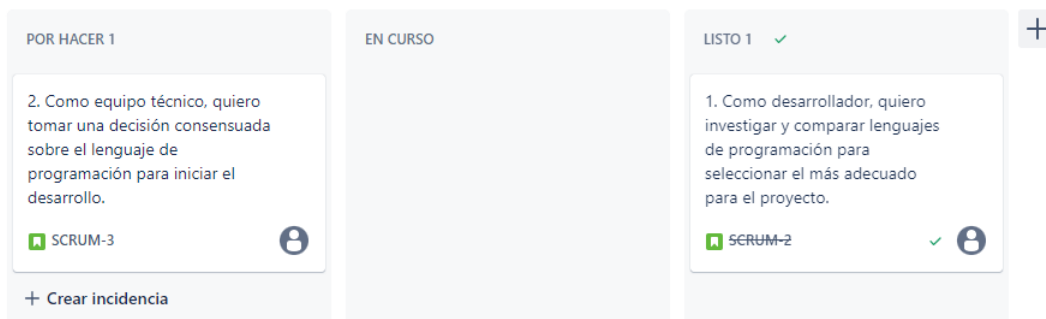 POR HACER 1
2. Como equipo técnico, quiero
tomar una decisión consensuada
sobre el lenguaje de
programación para iniciar el
desarrollo.
SCRUM-3
+ Crear incidencia
EN CURSO
LISTO 1
1. Como desarrollador, quiero
investigar y comparar lenguajes
de programación para
seleccionar el más adecuado
para el proyecto.
SCRUM-2